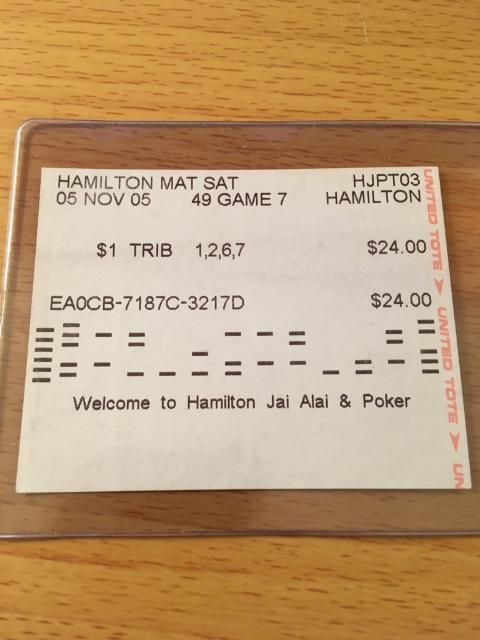 HAMILTON MAT SAT HJPT03
05 NOV 05 49 GAME 7 HAMILTON
$1 TRIB 1,2,6,7 $24.00
EA0CB-7187C-3217D $24.00
Welcome to Hamilton Jai Alai & Poker
UNITED TOTE
UNITED TOTE
UN